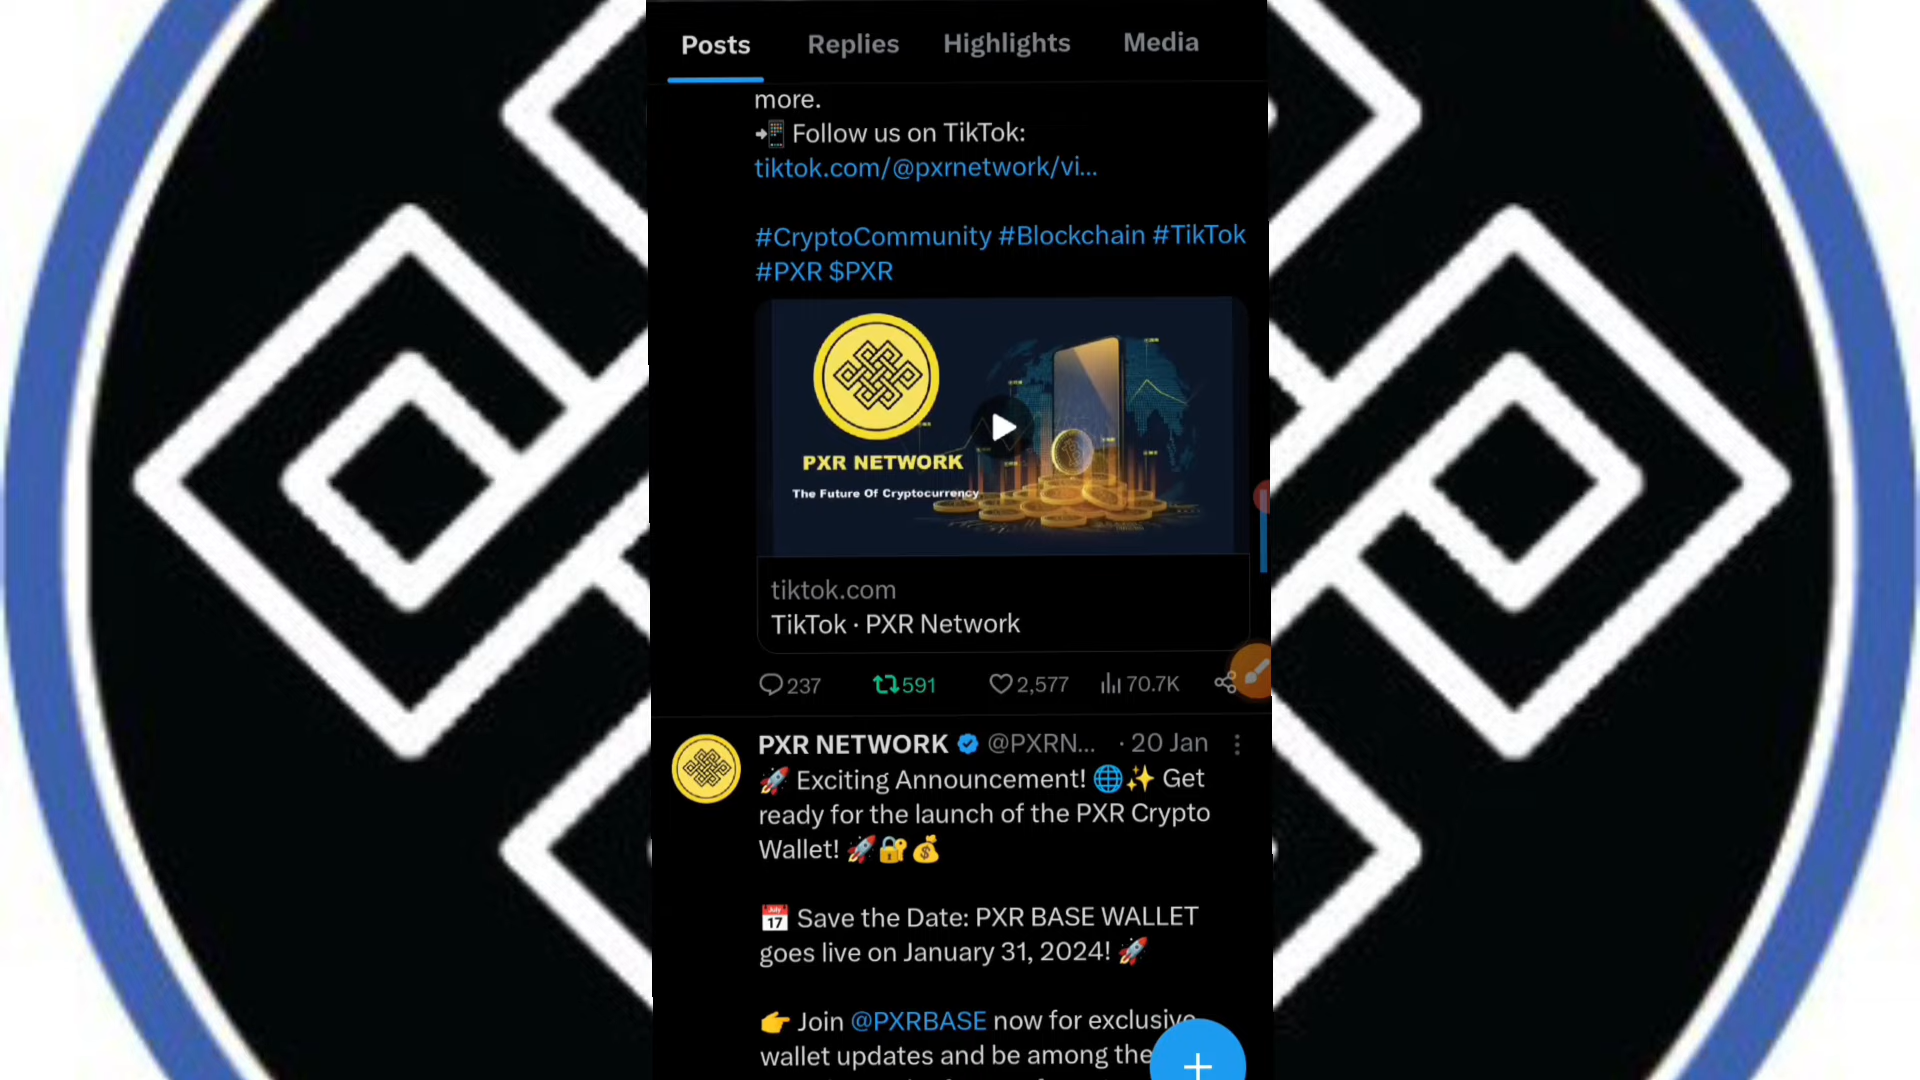 Posts Replies Highlights Media
more.
Follow us on TikTok:
tiktok.com/@pxrnetwork/vi...
#CryptoCommunity #Blockchain #TikTok
#PXR $PXR
PXR NETWORK
The Future Of Cryptocurrency
tiktok.com
TikTok · PXR Network
237 591 2,577 70.7K
PXR NETWORK @PXRN... · 20 Jan
🚀 Exciting Announcement! 🌐✨ Get
ready for the launch of the PXR Crypto
Wallet! 🚀🔐💰
📅 Save the Date: PXR BASE WALLET
goes live on January 31, 2024! 🚀
👉 Join @PXRBASE now for exclusive
wallet updates and be among the